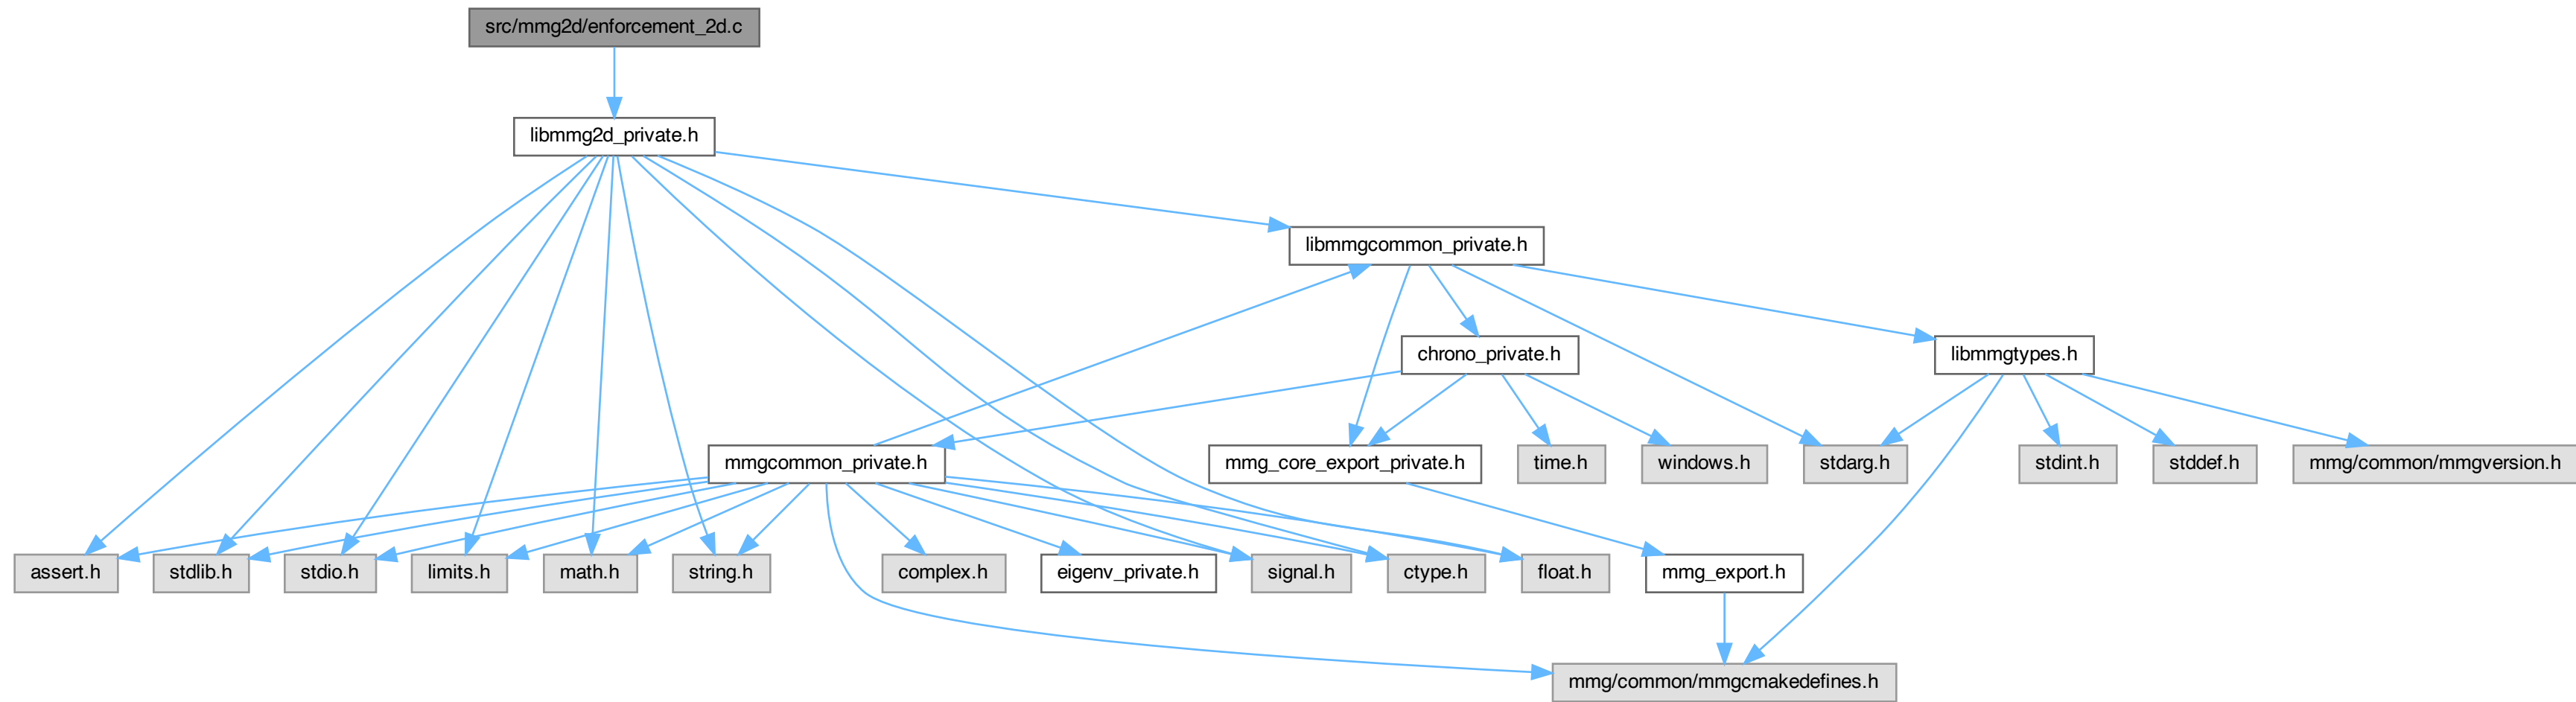 src/mmg2d/enforcement_2d.c
libmmg2d_private.h
libmmgcommon_private.h
chrono_private.h
libmmgtypes.h
mmgcommon_private.h
mmg_core_export_private.h
time.h
windows.h
stdarg.h
stdint.h
stddef.h
mmg/common/mmgversion.h
assert.h
stdlib.h
stdio.h
limits.h
math.h
string.h
complex.h
eigenv_private.h
signal.h
ctype.h
float.h
mmg_export.h
mmg/common/mmgcmakedefines.h